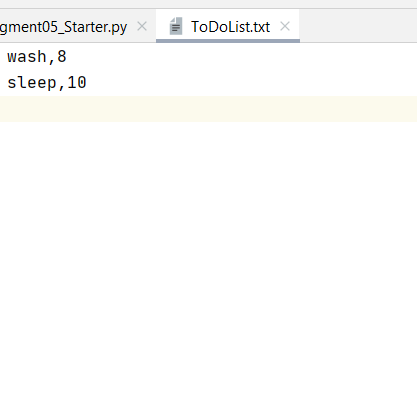 gment05_Starter.py
ToDoList.txt
wash,8
sleep,10